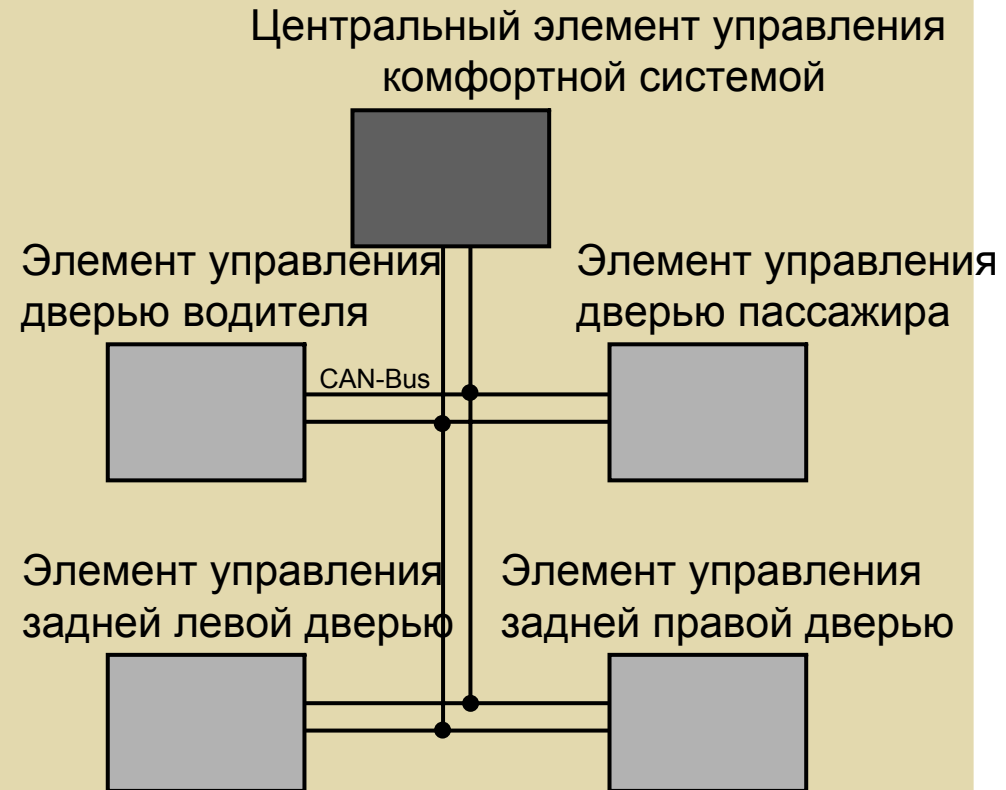 Центральный элемент управления
комфортной системой
Элемент управления
дверью водителя
Элемент управления
дверью пассажира
CAN-Bus
Элемент управления
задней левой дверью
Элемент управления
задней правой дверью